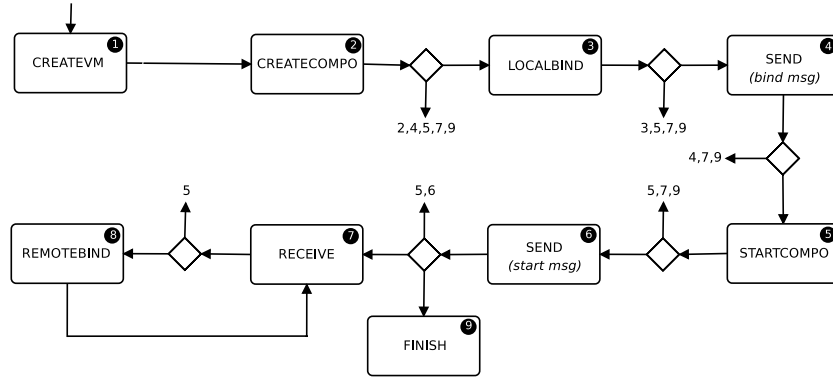 1
CREATEVM
2
CREATECOMPO
3
LOCALBIND
4
SEND
(bind msg)
2,4,5,7,9
3,5,7,9
4,7,9
5
5,6
5,7,9
8
REMOTEBIND
7
RECEIVE
6
SEND
(start msg)
5
STARTCOMPO
9
FINISH